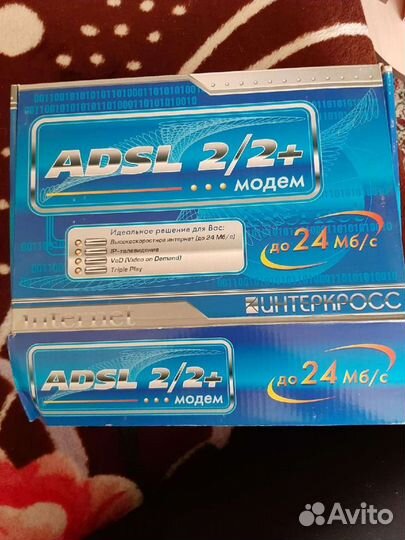 ADSL 2/2+
модем
Идеальное решение для Вас:
Высокоскоростной интернет (до 24 Мб/с)
IP-телевидение
VoD (Video on Demand)
Triple Play
до 24 Мб/с
Internet
ИНТЕРКРОСС
ADSL 2/2+
модем
до 24 Мб/с
Avito